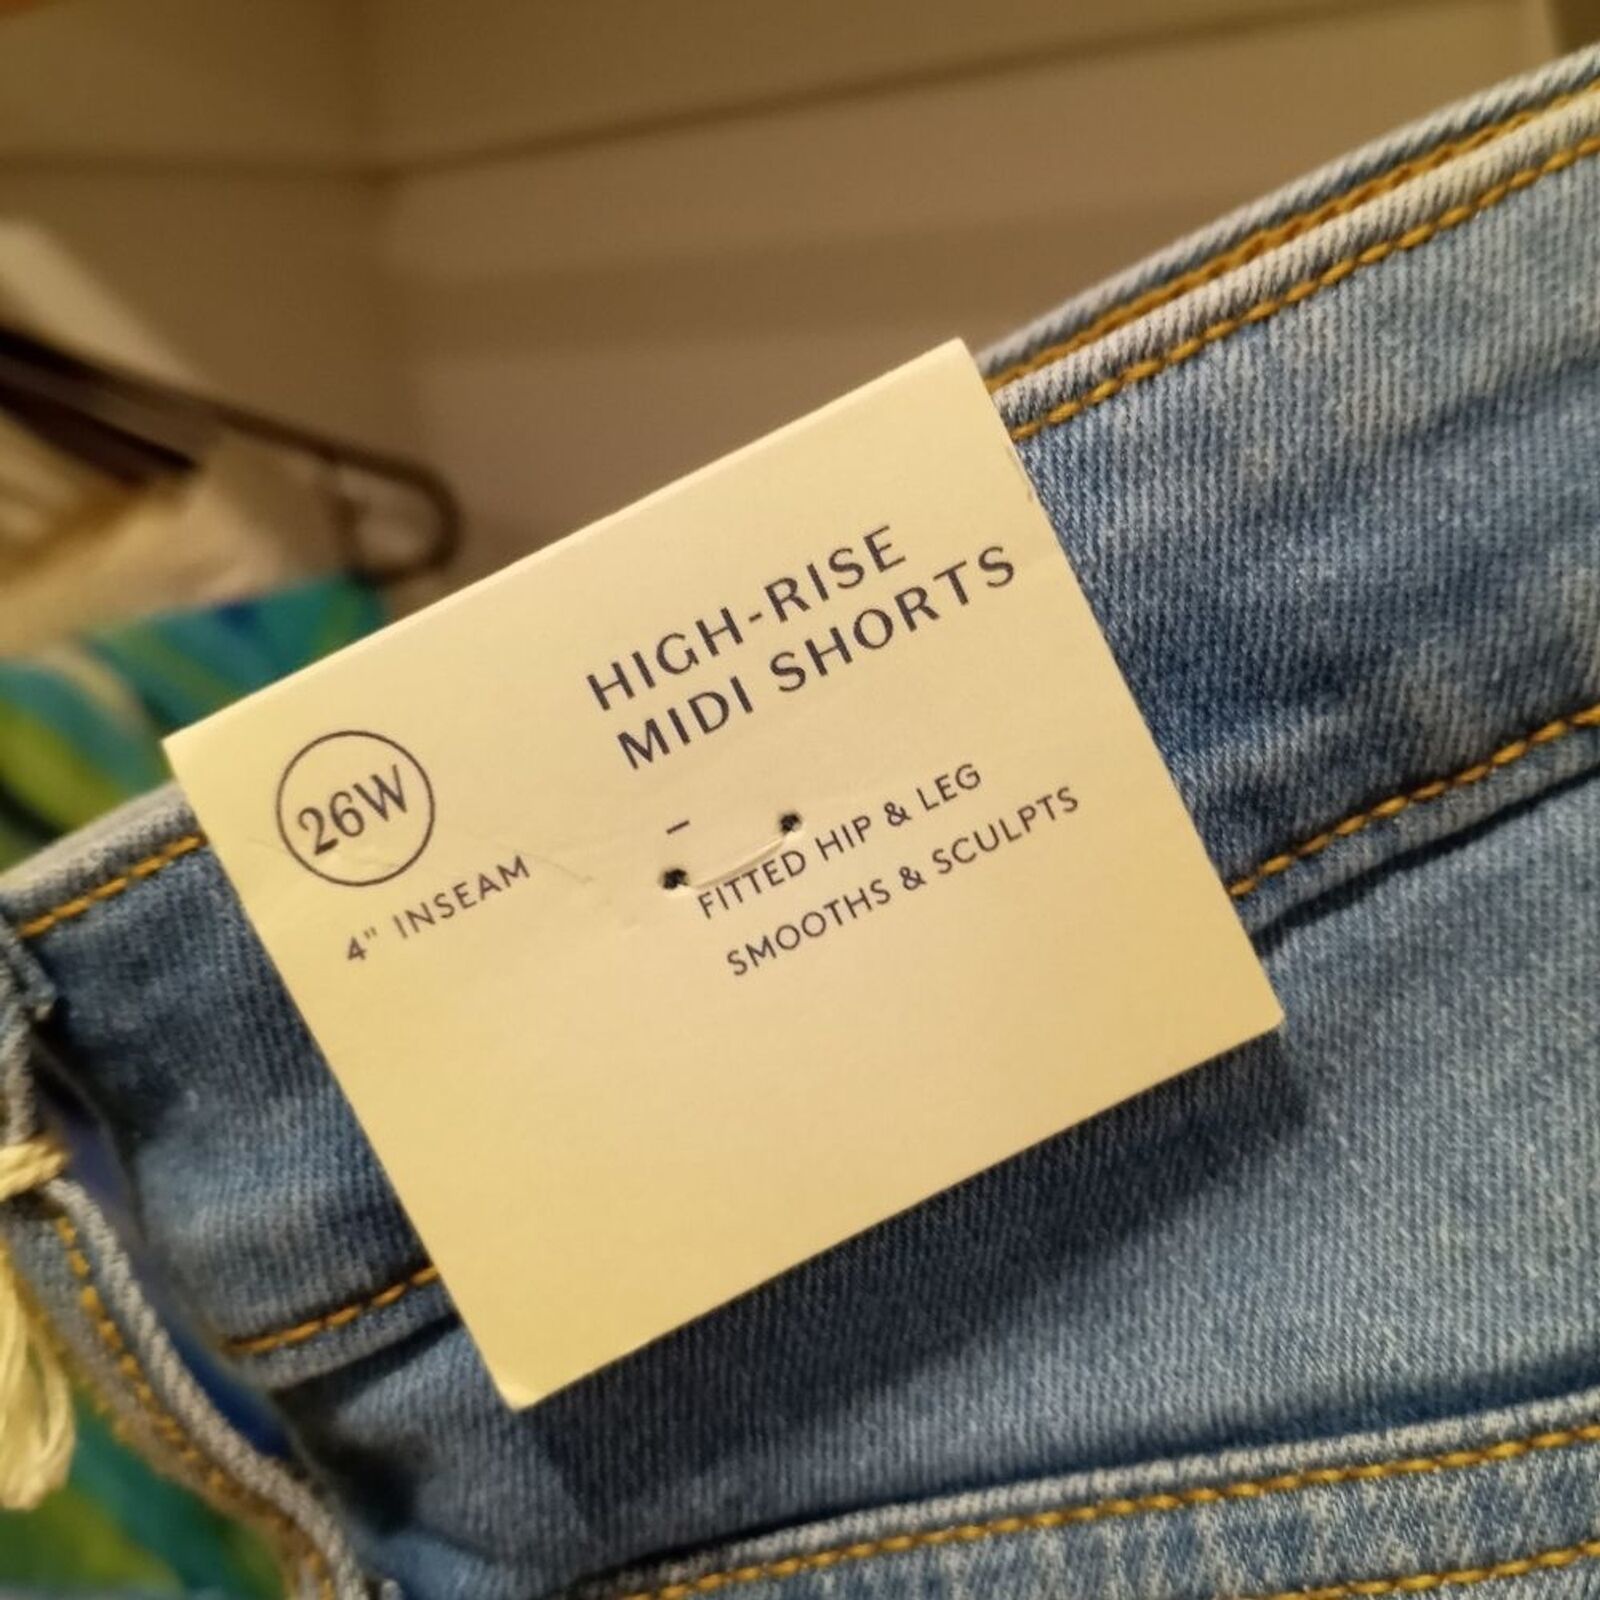 HIGH-RISE
MIDI SHORTS
26W
4" INSEAM
–
FITTED HIP & LEG
SMOOTHS & SCULPTS